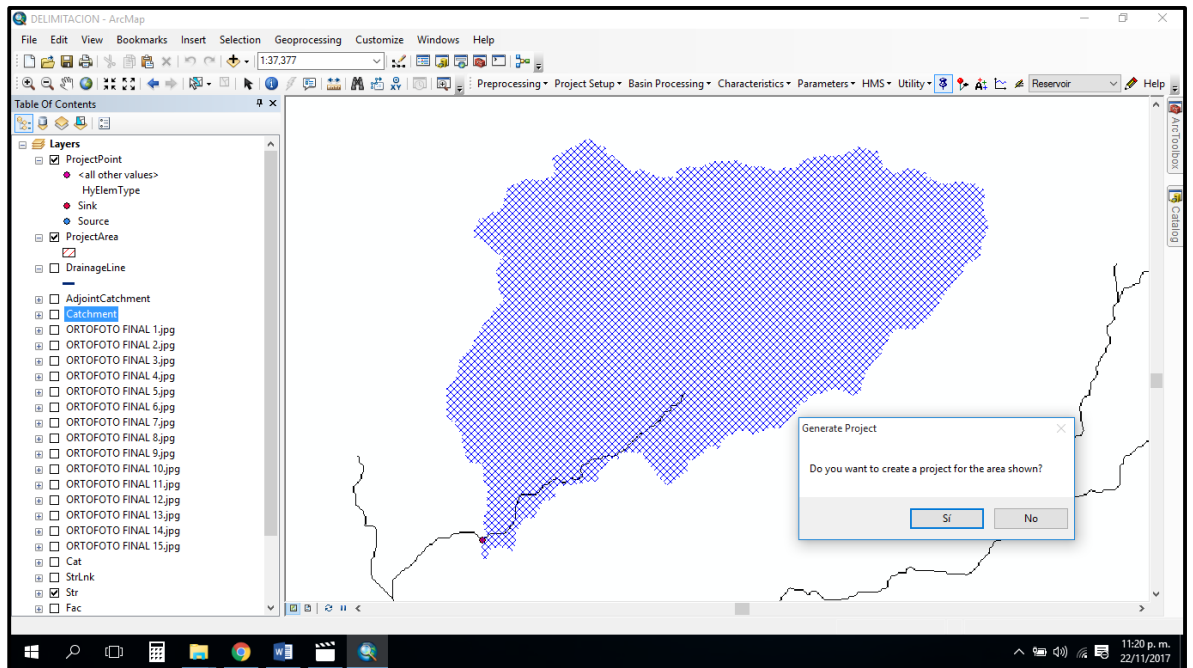 DELIMITACION - ArcMap
File Edit View Bookmarks Insert Selection Geoprocessing Customize Windows Help
1:37,377
Preprocessing Project Setup Basin Processing Characteristics Parameters HMS Utility Reservoir Help
Table Of Contents
Layers
ProjectPoint
<all other values>
HyElemType
Sink
Source
ProjectArea
DrainageLine
AdjointCatchment
Catchment
ORTOFOTO FINAL 1.jpg
ORTOFOTO FINAL 2.jpg
ORTOFOTO FINAL 3.jpg
ORTOFOTO FINAL 4.jpg
ORTOFOTO FINAL 5.jpg
ORTOFOTO FINAL 6.jpg
ORTOFOTO FINAL 7.jpg
ORTOFOTO FINAL 8.jpg
ORTOFOTO FINAL 9.jpg
ORTOFOTO FINAL 10.jpg
ORTOFOTO FINAL 11.jpg
ORTOFOTO FINAL 12.jpg
ORTOFOTO FINAL 13.jpg
ORTOFOTO FINAL 14.jpg
ORTOFOTO FINAL 15.jpg
Cat
StrLnk
Str
Fac
Generate Project
Do you want to create a project for the area shown?
Sí No
ArcToolbox
Catalog
11:20 p. m.
22/11/2017